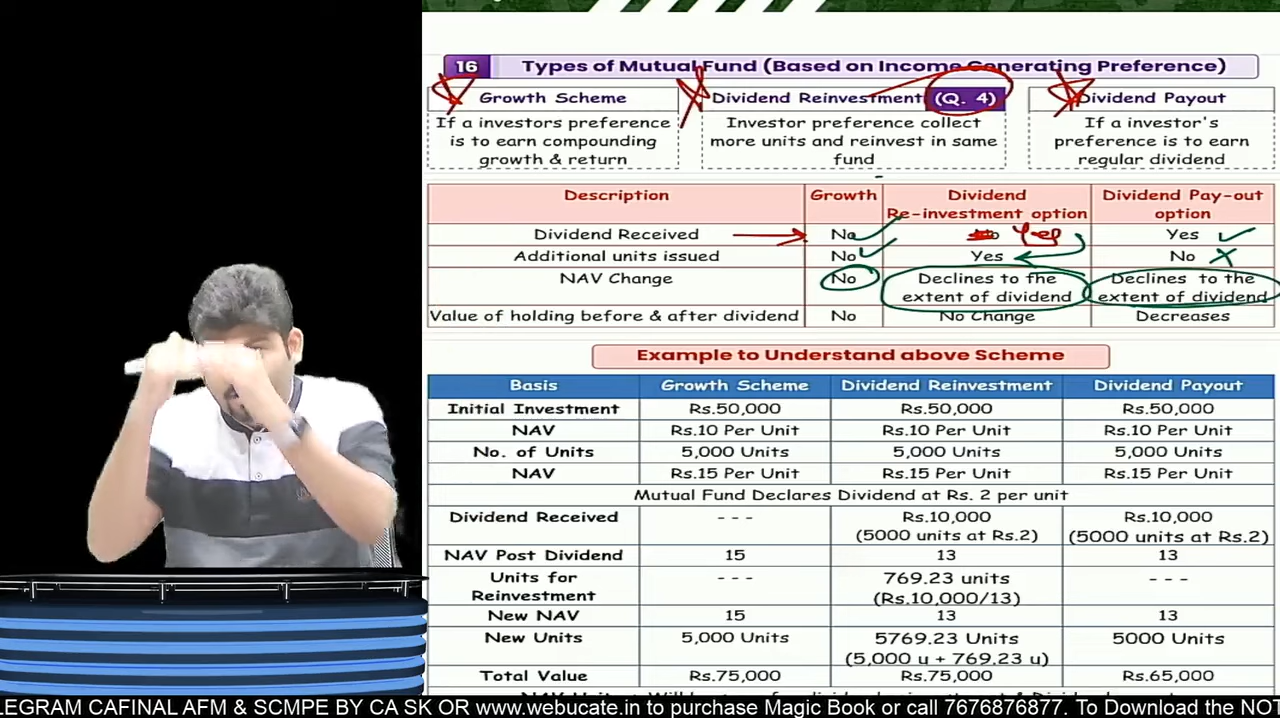 16 Types of Mutual Fund (Based on Income Generating Preference)
Growth Scheme Dividend Reinvestment (Q. 4) Dividend Payout
If a investors preference is to earn compounding growth & return
Investor preference collect more units and reinvest in same fund
If a investor's preference is to earn regular dividend
Description Growth Dividend Re-investment option Dividend Pay-out option
Dividend Received No Yes Yes
Additional units issued No Yes No
NAV Change No Declines to the extent of dividend Declines to the extent of dividend
Value of holding before & after dividend No No Change Decreases
Example to Understand above Scheme
Basis Growth Scheme Dividend Reinvestment Dividend Payout
Initial Investment Rs.50,000 Rs.50,000 Rs.50,000
NAV Rs.10 Per Unit Rs.10 Per Unit Rs.10 Per Unit
No. of Units 5,000 Units 5,000 Units 5,000 Units
NAV Rs.15 Per Unit Rs.15 Per Unit Rs.15 Per Unit
Mutual Fund Declares Dividend at Rs. 2 per unit
Dividend Received --- Rs.10,000 (5000 units at Rs.2) Rs.10,000 (5000 units at Rs.2)
NAV Post Dividend 15 13 13
Units for Reinvestment --- 769.23 units (Rs.10,000/13) ---
New NAV 15 13 13
New Units 5,000 Units 5769.23 Units (5,000 u + 769.23 u) 5000 Units
Total Value Rs.75,000 Rs.75,000 Rs.65,000
LEGRAM CAFINAL AFM & SCMPE BY CA SK OR www.webucate.in to purchase Magic Book or call 7676876877. To Download the NOT